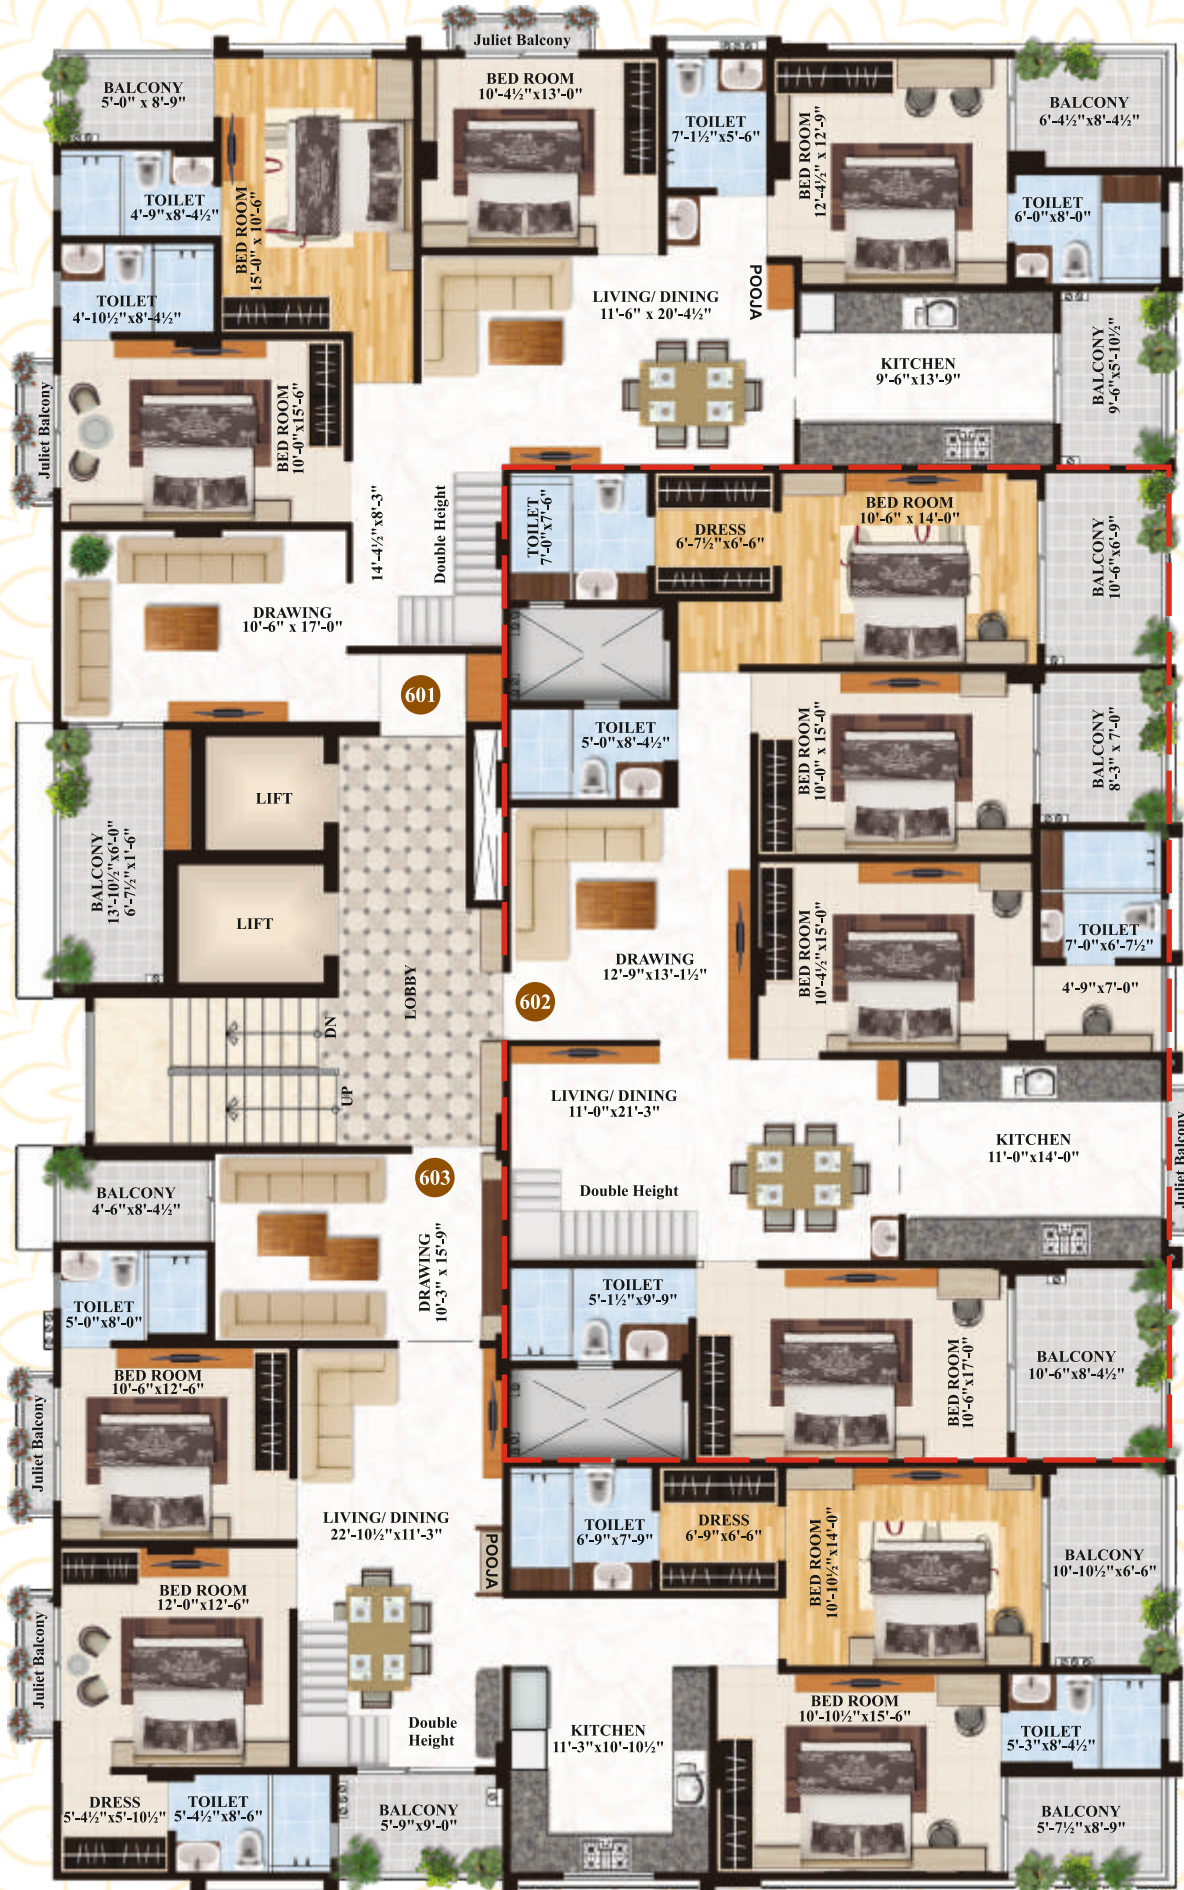 Juliet Balcony
BALCONY
5'-0" x 8'-9"
BED ROOM
10'-4½"x13'-0"
TOILET
7'-1½"x5'-6"
BED ROOM
12'-4½" x 12'-9"
BALCONY
6'-4½"x8'-4½"
TOILET
4'-9"x8'-4½"
BED ROOM
15'-0" x 10'-6"
TOILET
6'-0"x8'-0"
TOILET
4'-10½"x8'-4½"
LIVING/ DINING
11'-6" x 20'-4½"
POOJA
KITCHEN
9'-6"x13'-9"
BALCONY
9'-6"x5'-10½"
Juliet Balcony
BED ROOM
10'-0"x15'-6"
14'-4½"x8'-3"
Double Height
TOILET
7'-0"x7'-6"
DRESS
6'-7½"x6'-6"
BED ROOM
10'-6" x 14'-0"
BALCONY
10'-6"x6'-9"
DRAWING
10'-6" x 17'-0"
601
TOILET
5'-0"x8'-4½"
BED ROOM
10'-0" x 15'-0"
BALCONY
8'-3" x 7'-0"
LIFT
BALCONY
13'-10½"x6'-0"
6'-7½"x1'-6"
LIFT
LOBBY
DRAWING
12'-9"x13'-1½"
602
BED ROOM
10'-4½"x15'-0"
TOILET
7'-0"x6'-7½"
4'-9"x7'-0"
DN
UP
LIVING/ DINING
11'-0"x21'-3"
KITCHEN
11'-0"x14'-0"
Juliet Balcony
Double Height
603
BALCONY
4'-6"x8'-4½"
DRAWING
10'-3" x 15'-9"
TOILET
5'-0"x8'-0"
TOILET
5'-1½"x9'-9"
BED ROOM
10'-6"x17'-0"
BALCONY
10'-6"x8'-4½"
BED ROOM
10'-6"x12'-6"
Juliet Balcony
LIVING/ DINING
22'-10½"x11'-3"
POOJA
TOILET
6'-9"x7'-9"
DRESS
6'-9"x6'-6"
BED ROOM
10'-10½"x14'-0"
BALCONY
10'-10½"x6'-6"
BED ROOM
12'-0"x12'-6"
Juliet Balcony
Double
Height
KITCHEN
11'-3"x10'-10½"
BED ROOM
10'-10½"x15'-6"
TOILET
5'-3"x8'-4½"
DRESS
5'-4½"x5'-10½"
TOILET
5'-4½"x8'-6"
BALCONY
5'-9"x9'-0"
BALCONY
5'-7½"x8'-9"